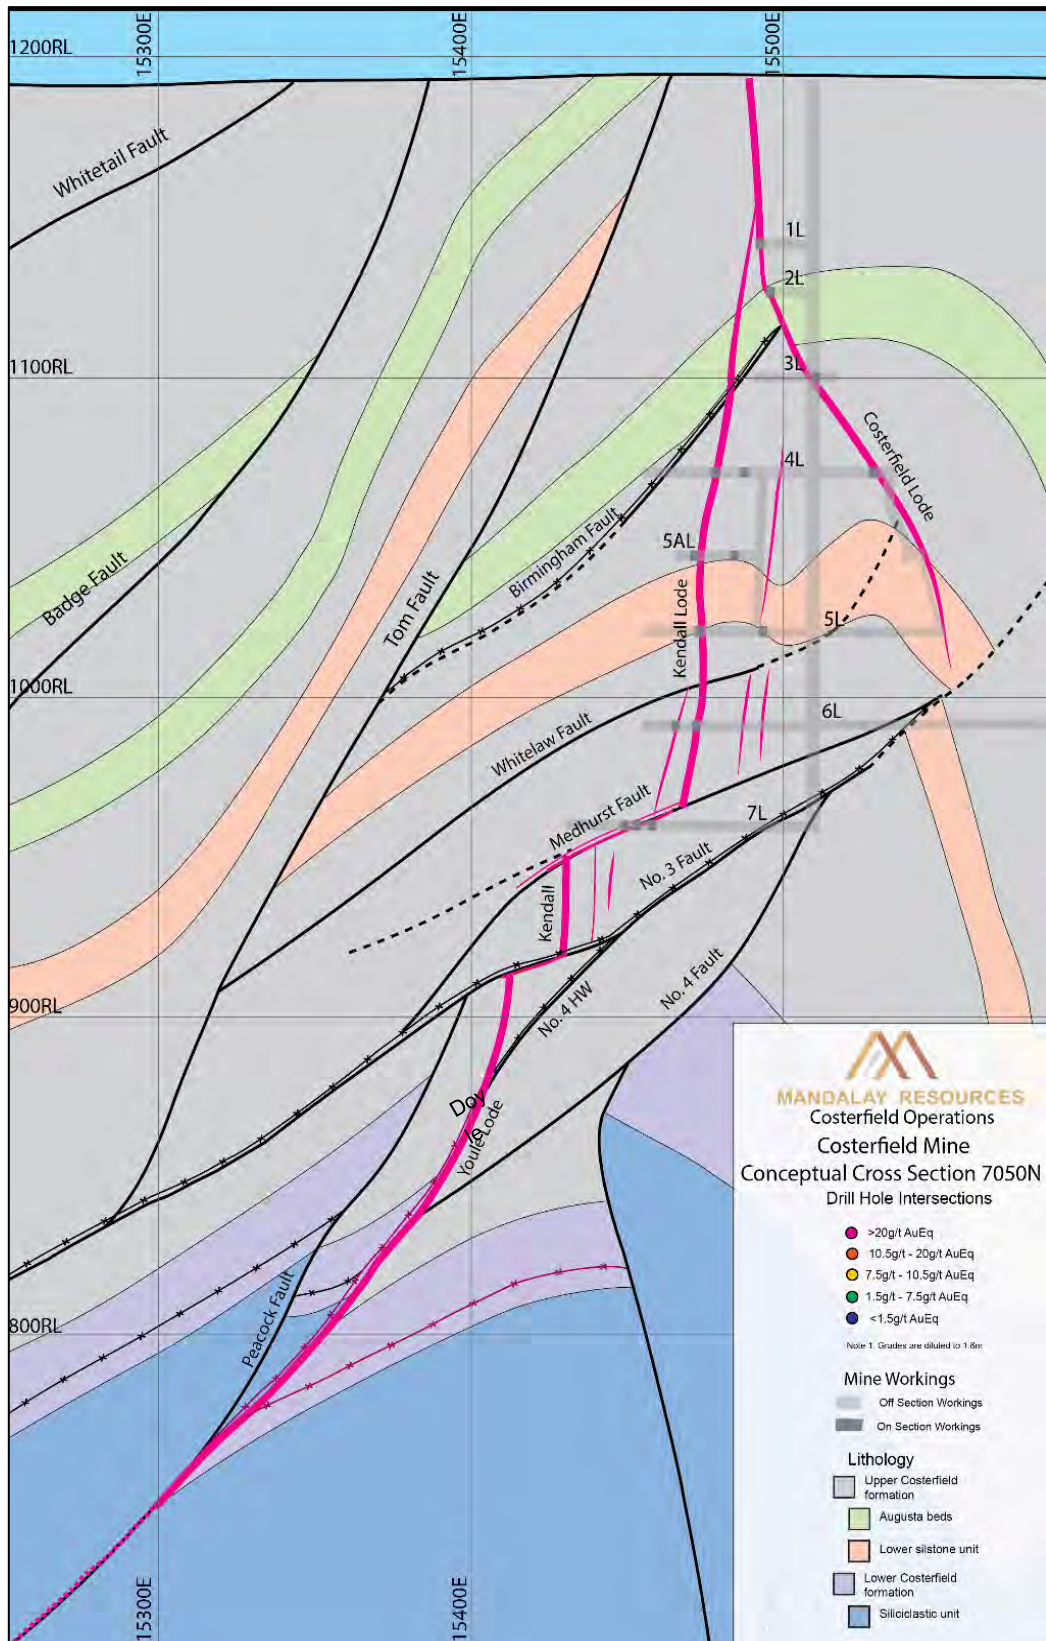 15300E
15400E
15500E
1200RL
Whitetail Fault
1L
2L
1100RL
3L
Costerfield Lode
4L
Birmingham Fault
5AL
Badge Fault
Tom Fault
Kendall Lode
5L
1000RL
6L
Whitelaw Fault
Medhurst Fault
7L
No. 3 Fault
Kendall
No. 4 Fault
No. 4 HW
900RL
Doy
le
Youle Lode
Peacock Fault
800RL
15300E
15400E
MANDALAY RESOURCES
Costerfield Operations
Costerfield Mine
Conceptual Cross Section 7050N
Drill Hole Intersections
>20g/t AuEq
10.5g/t - 20g/t AuEq
7.5g/t - 10.5g/t AuEq
1.5g/t - 7.5g/t AuEq
<1.5g/t AuEq
Note 1. Grades are diluted to 1.8m
Mine Workings
Off Section Workings
On Section Workings
Lithology
Upper Costerfield
formation
Augusta beds
Lower silstone unit
Lower Costerfield
formation
Siliciclastic unit